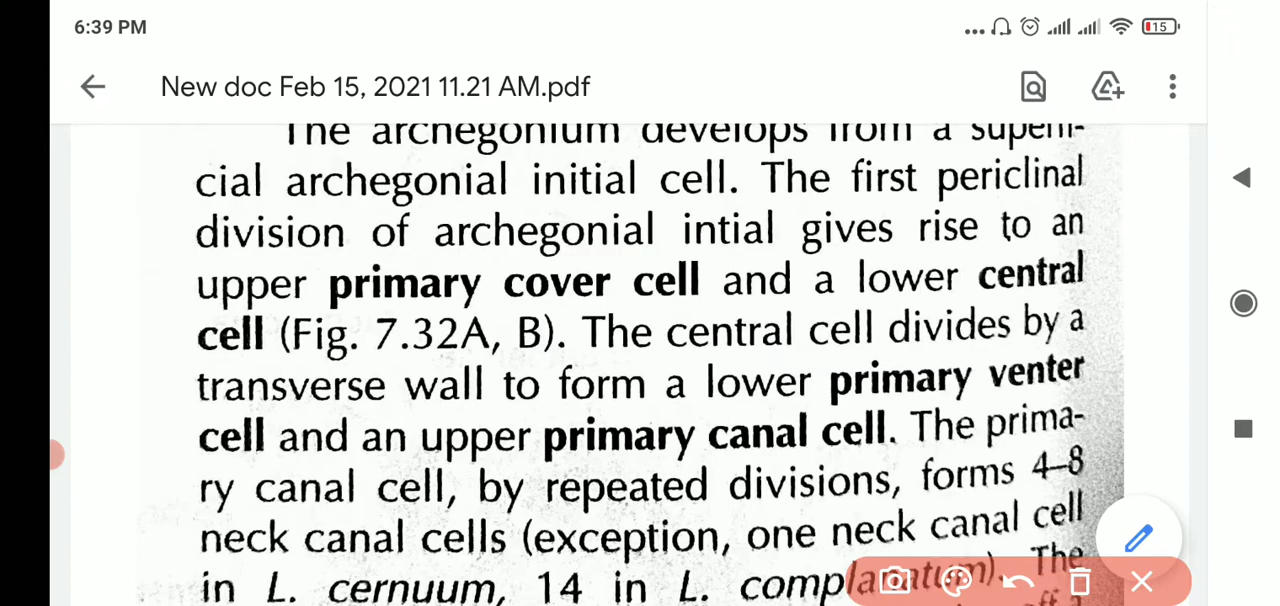 6:39 PM
15
New doc Feb 15, 2021 11.21 AM.pdf
The archegonium develops from a superfi-
cial archegonial initial cell. The first periclinal
division of archegonial intial gives rise to an
upper primary cover cell and a lower central
cell (Fig. 7.32A, B). The central cell divides by a
transverse wall to form a lower primary venter
cell and an upper primary canal cell. The prima-
ry canal cell, by repeated divisions, forms 4–8
neck canal cells (exception, one neck canal cell
in L. cernuum, 14 in L. complanatum). The